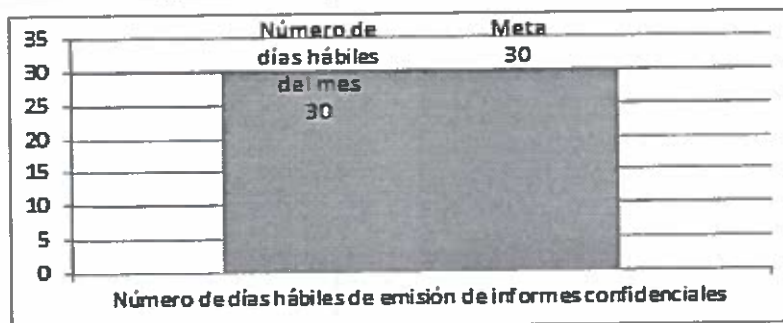 Número de
días hábiles
del mes
30
Meta
30
35
30
25
20
15
10
5
0
Número de días hábiles de emisión de informes confidenciales